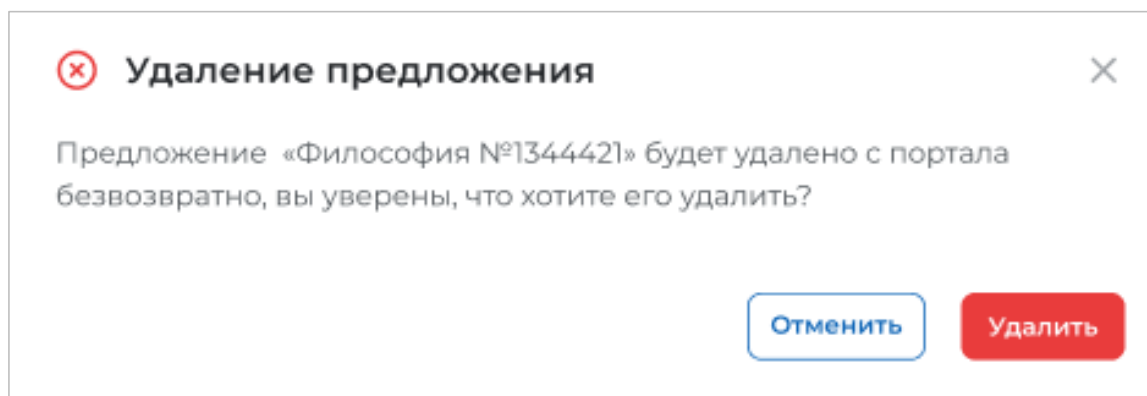 Удаление предложения
Предложение «Философия №1344421» будет удалено с портала
безвозвратно, вы уверены, что хотите его удалить?
Отменить
Удалить